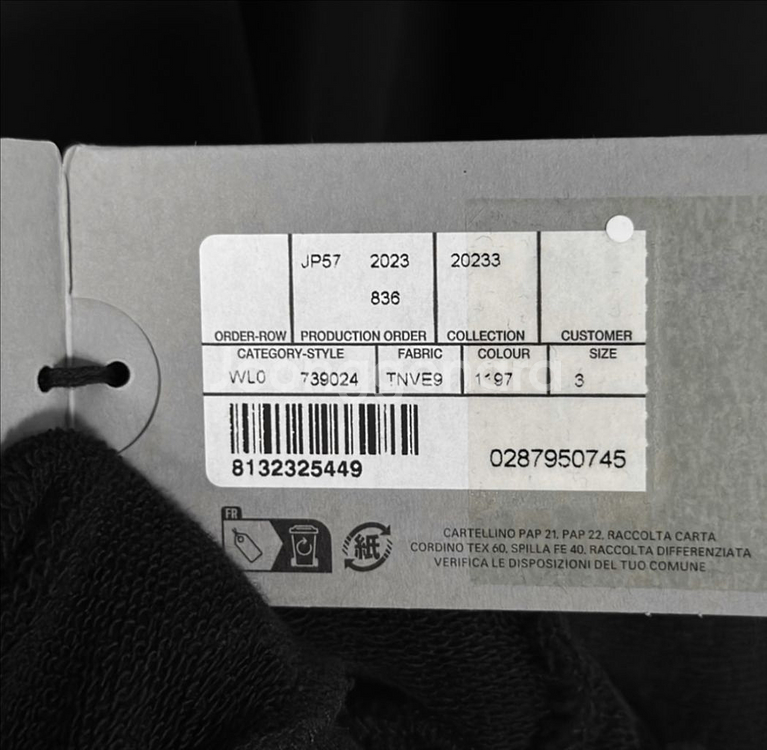 JP57 2023 20233
836
ORDER-ROW PRODUCTION ORDER COLLECTION CUSTOMER
CATEGORY-STYLE FABRIC COLOUR SIZE
WL0 739024 TNVE9 1197 3
8132325449 0287950745
FR
紙
CARTELLINO PAP 21, PAP 22. RACCOLTA CARTA
CORDINO TEX 60, SPILLA FE 40. RACCOLTA DIFFERENZIATA
VERIFICA LE DISPOSIZIONI DEL TUO COMUNE